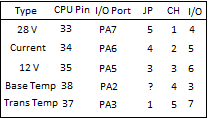 Type CPU Pin I/O Port JP CH I/O
28 V 33 PA7 5 1 4
Current 34 PA6 4 2 5
12 V 35 PA5 3 3 6
Base Temp 38 PA2 ? 4 3
Trans Temp 37 PA3 1 5 7